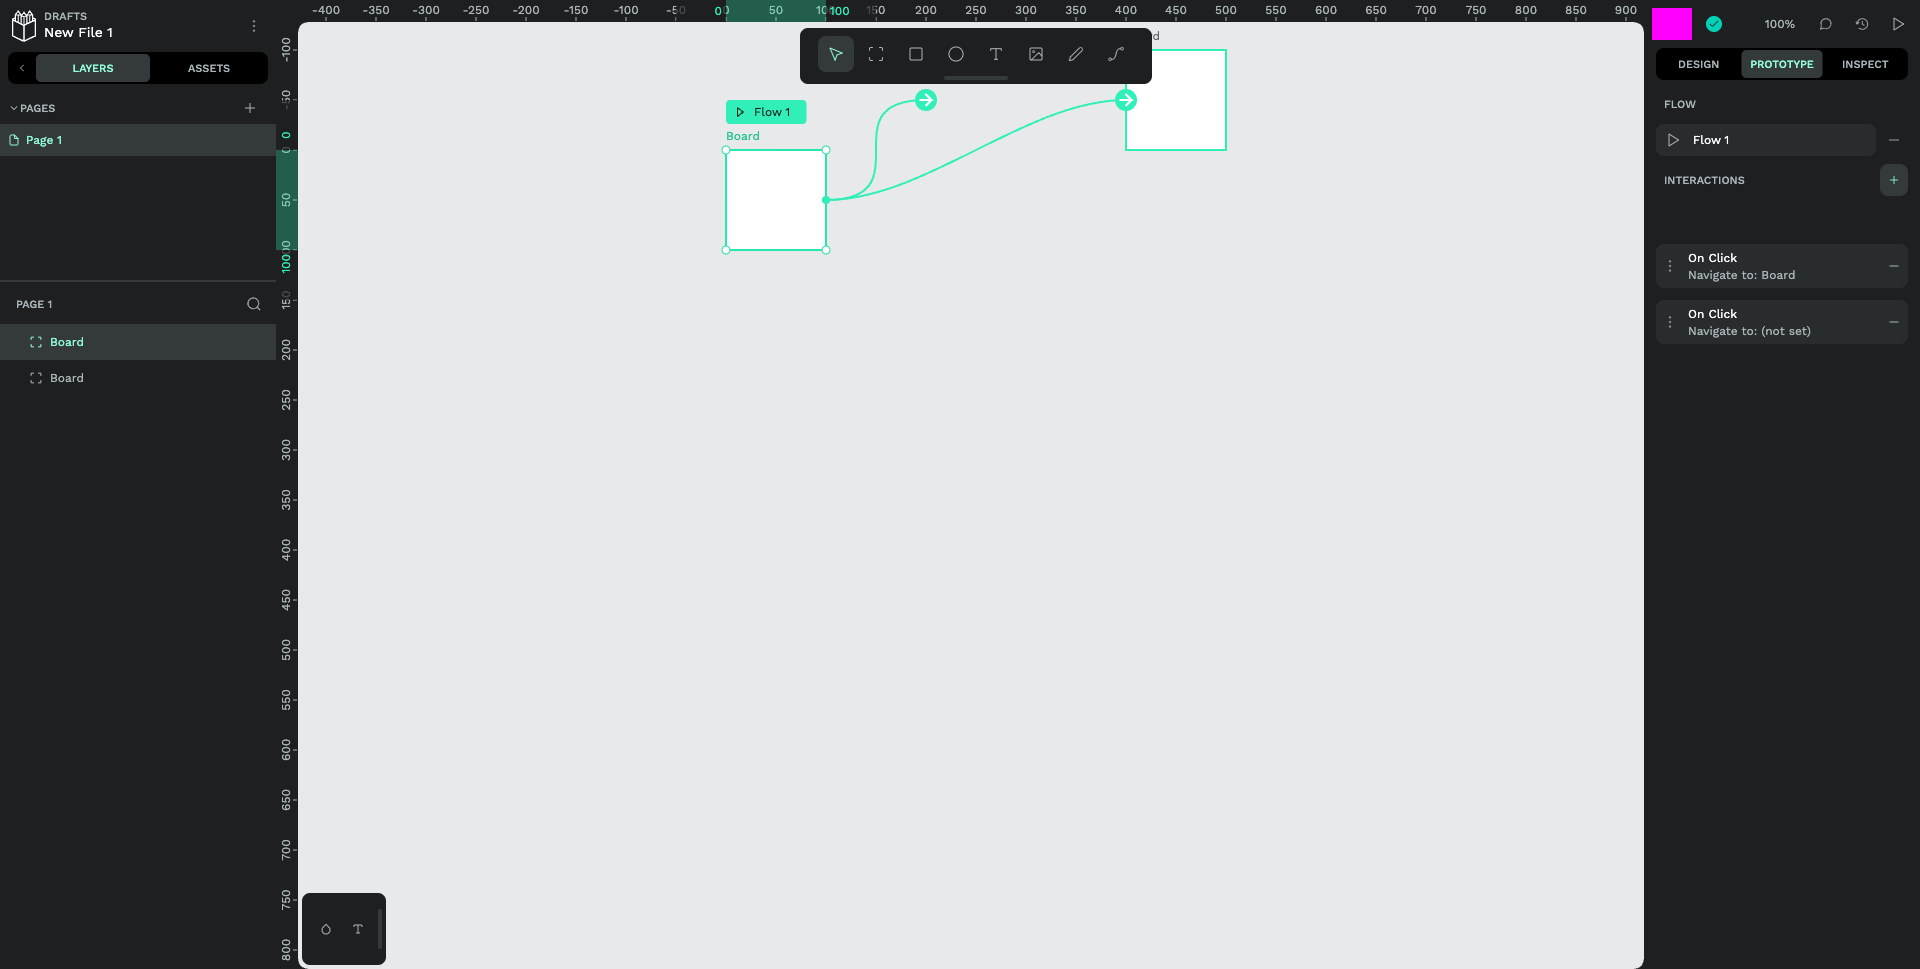 DRAFTS
New File 1
LAYERS
ASSETS
PAGES
Page 1
PAGE 1
Board
Board
-400 -350 -300 -250 -200 -150 -100 -50 0 50 100 150 200 250 300 350 400 450 500 550 600 650 700 750 800 850 900
0 100
-100 -50 0 50 100 150 200 250 300 350 400 450 500 550 600 650 700 750 800
0 100
Flow 1
Board
100%
DESIGN
PROTOTYPE
INSPECT
FLOW
Flow 1
INTERACTIONS
On Click
Navigate to: Board
On Click
Navigate to: (not set)